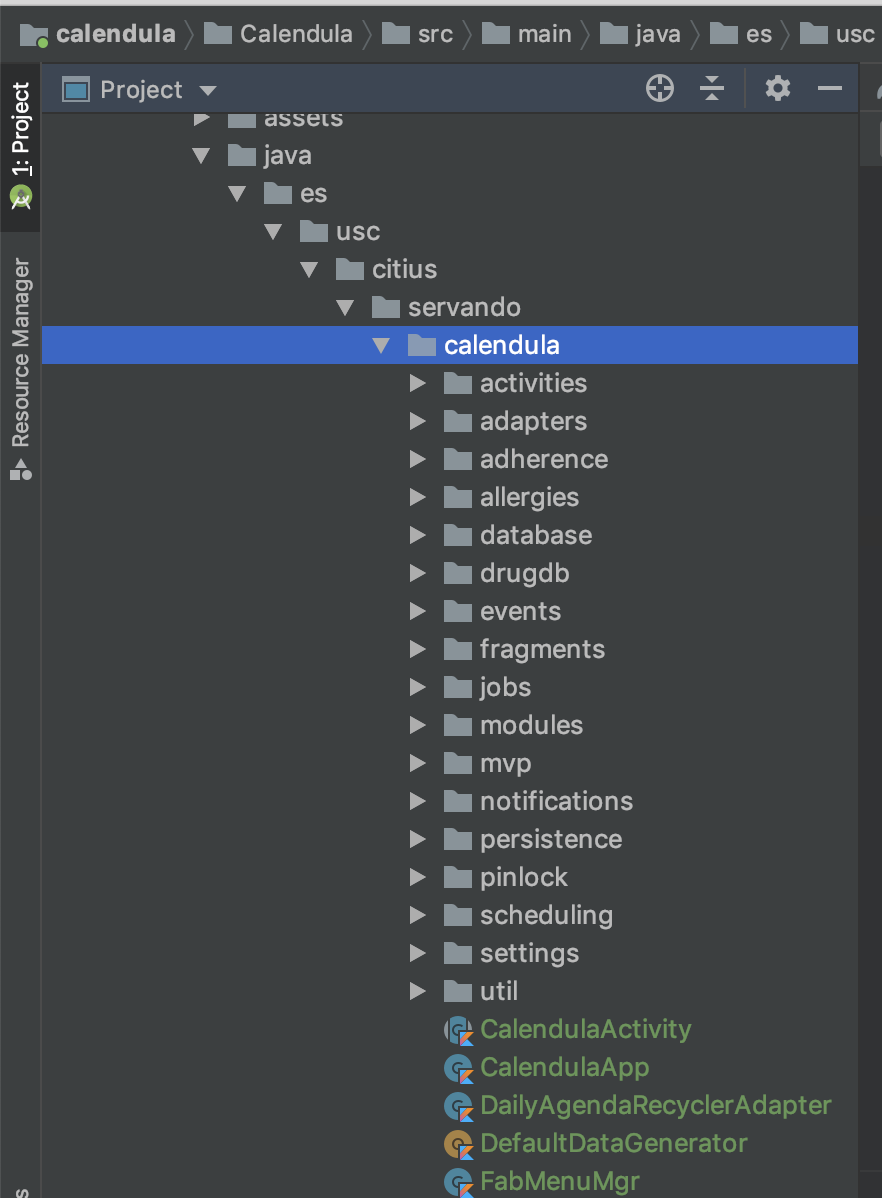 calendula Calendula src main java es usc
Project
1: Project
Resource Manager
assets
java
es
usc
citius
servando
calendula
activities
adapters
adherence
allergies
database
drugdb
events
fragments
jobs
modules
mvp
notifications
persistence
pinlock
scheduling
settings
util
CalendulaActivity
CalendulaApp
DailyAgendaRecyclerAdapter
DefaultDataGenerator
FabMenuMgr